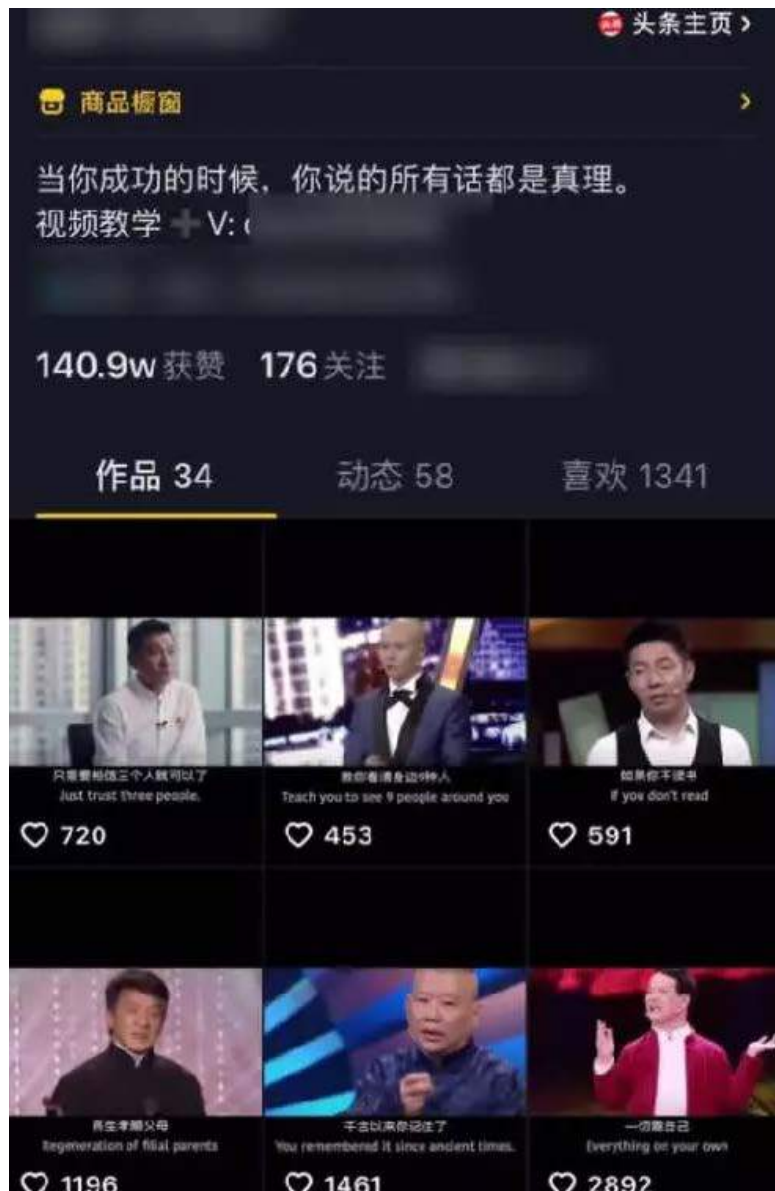 头条主页
商品橱窗
当你成功的时候，你说的所有话都是真理。
视频教学➕V:
140.9w 获赞 176 关注
作品 34 动态 58 喜欢 1341
只需要相信三个人就可以了
Just trust three people.
720
教你看清身边9种人
Teach you to see 9 people around you
453
如果你不读书
If you don't read
591
孝顺父母
Regeneration of filial parents
1196
千古以来你记住了
You remembered it since ancient times.
1461
一切靠自己
Everything on your own
2892